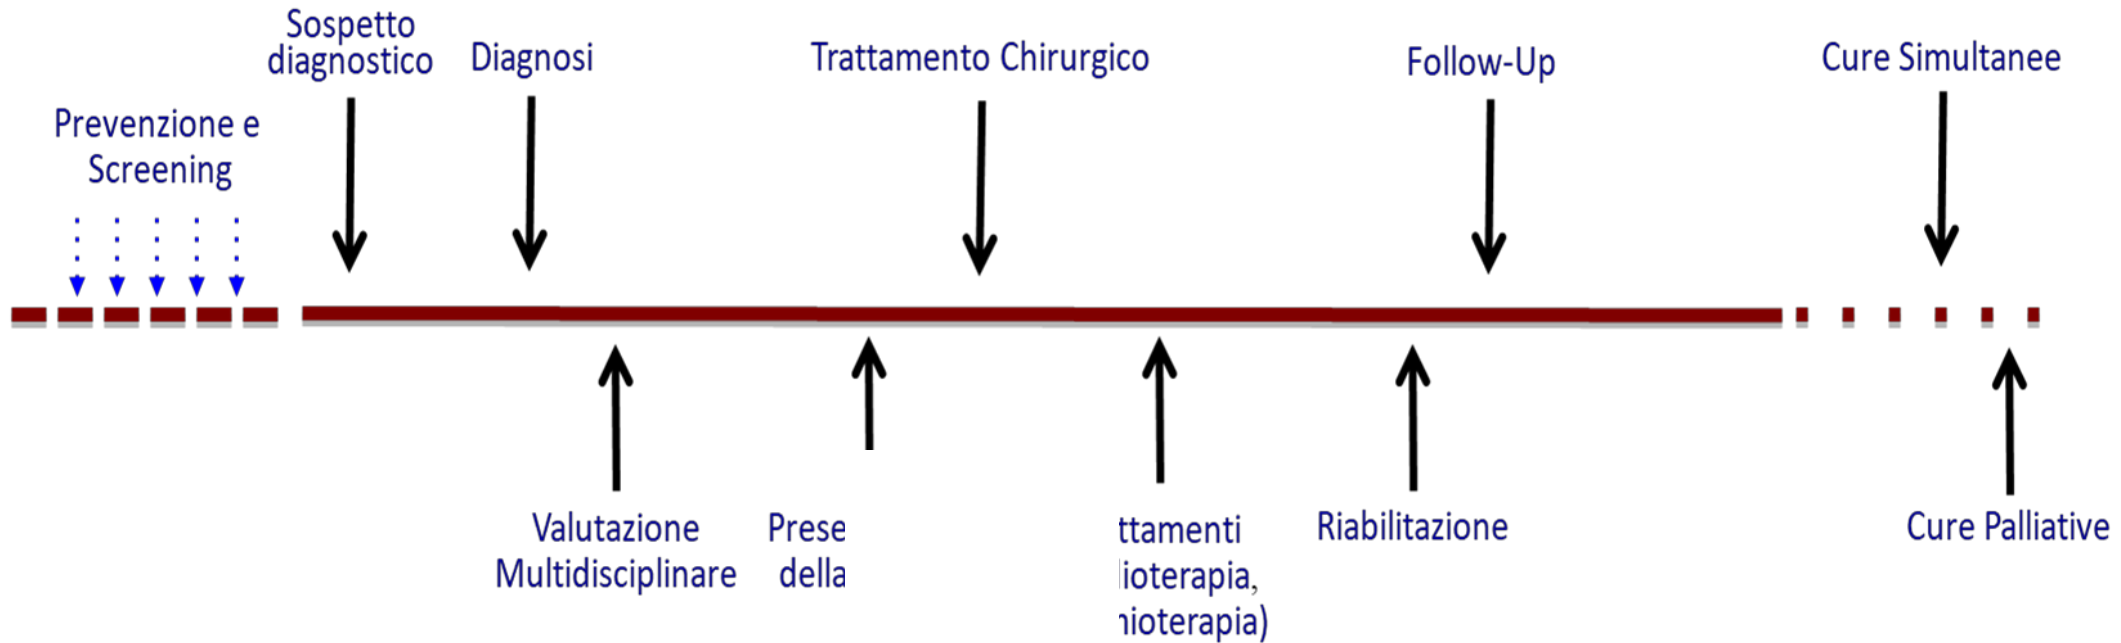 Sospetto
diagnostico
Diagnosi
Trattamento Chirurgico
Follow-Up
Cure Simultanee
Prevenzione e
Screening
Valutazione
Multidisciplinare
Prese
della
ttamenti
ioterapia,
ioterapia)
Riabilitazione
Cure Palliative